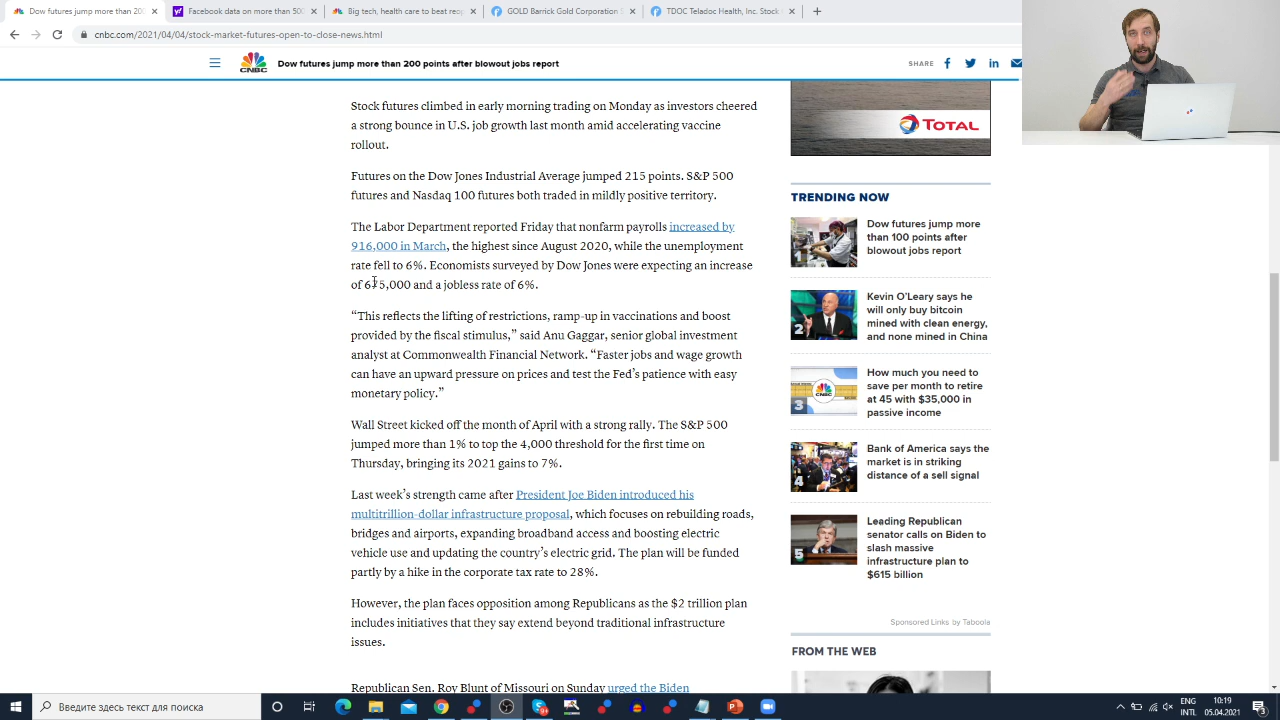 Dow futures jump more than 20
Facebook data on more than 500
Big tech, health care to beat expe
GOLD Barrick Gold Corporation S
TDOC Teladoc Health, Inc. Stock
cnbc.com/2021/04/04/stock-market-futures-open-to-close-news.html
CNBC
Dow futures jump more than 200 points after blowout jobs report
SHARE
Stock futures climbed in early morning trading on Monday as investors cheered
a strong bounce in U.S. job growth last month amid accelerating vaccine
rollout.
Futures on the Dow Jones Industrial Average jumped 215 points. S&P 500
futures and Nasdaq 100 futures both traded in mildly positive territory.
The Labor Department reported Friday that nonfarm payrolls increased by
916,000 in March, the highest since August 2020, while the unemployment
rate fell to 6%. Economists surveyed by Dow Jones were expecting an increase
of 675,000 and a jobless rate of 6%.
“This reflects the lifting of restrictions, ramp-up in vaccinations and boost
provided by the fiscal stimulus,” said Anu Gaggar, senior global investment
analyst at Commonwealth Financial Network. “Faster jobs and wage growth
can have an upward pressure on prices and test the Fed’s patience with easy
monetary policy.”
Wall Street kicked off the month of April with a strong rally. The S&P 500
jumped more than 1% to top the 4,000 threshold for the first time on
Thursday, bringing its 2021 gains to 7%.
Last week’s strength came after President Joe Biden introduced his
multitrillion-dollar infrastructure proposal, which focuses on rebuilding roads,
bridges and airports, expanding broadband access and boosting electric
vehicle use and updating the country’s electric grid. The plan will be funded
partly by a hike in the corporate tax rate to 28%.
However, the plan faces opposition among Republicans as the $2 trillion plan
includes initiatives that they say extend beyond traditional infrastructure
issues.
Republican Sen. Roy Blunt of Missouri on Sunday urged the Biden
TOTAL
TRENDING NOW
1
Dow futures jump more
than 100 points after
blowout jobs report
2
Kevin O’Leary says he
will only buy bitcoin
mined with clean energy,
and none mined in China
3
CNBC
How much you need to
save per month to retire
at 45 with $35,000 in
passive income
4
Bank of America says the
market is in striking
distance of a sell signal
5
Leading Republican
senator calls on Biden to
slash massive
infrastructure plan to
$615 billion
Sponsored Links by Taboola
FROM THE WEB
Введите здесь текст для поиска
ENG
INTL
10:19
05.04.2021